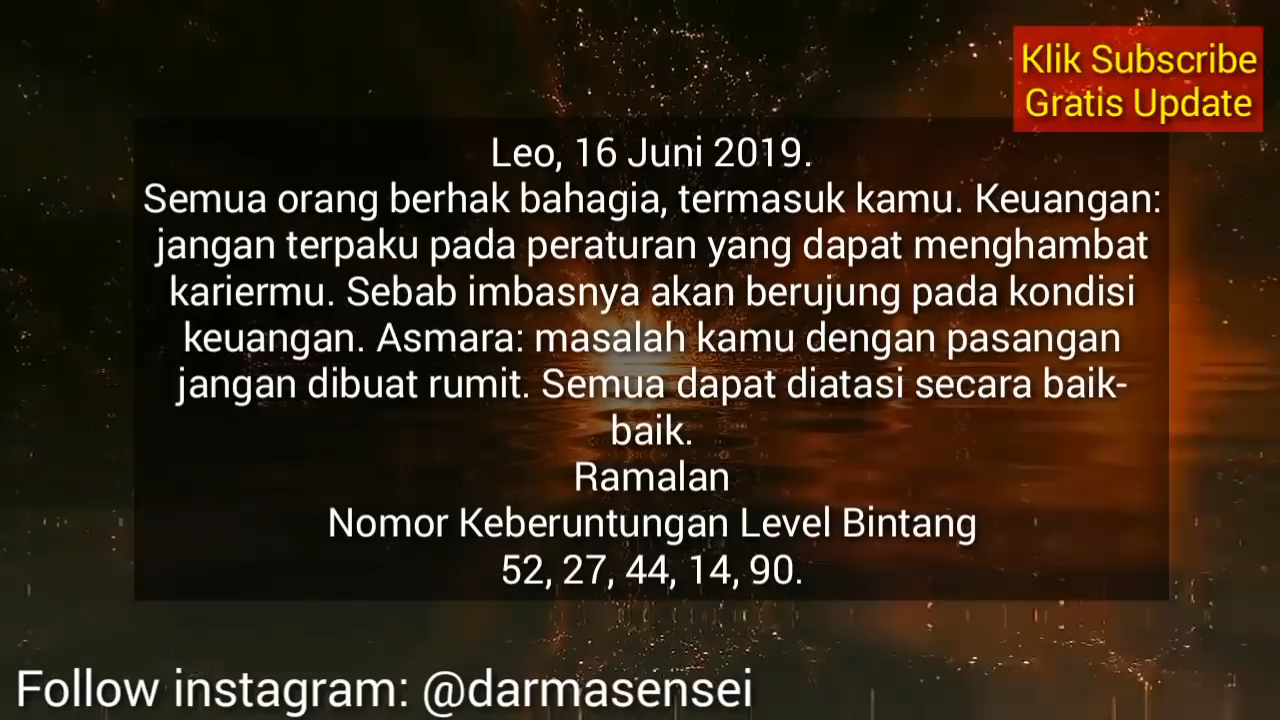 Klik Subscribe
Gratis Update
Leo, 16 Juni 2019.
Semua orang berhak bahagia, termasuk kamu. Keuangan:
jangan terpaku pada peraturan yang dapat menghambat
kariermu. Sebab imbasnya akan berujung pada kondisi
keuangan. Asmara: masalah kamu dengan pasangan
jangan dibuat rumit. Semua dapat diatasi secara baik-
baik.
Ramalan
Nomor Keberuntungan Level Bintang
52, 27, 44, 14, 90.
Follow instagram: @darmasensei